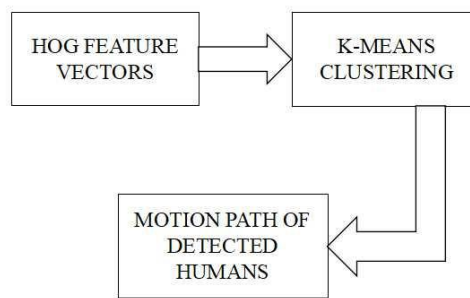 HOG FEATURE
VECTORS
K-MEANS
CLUSTERING
MOTION PATH OF
DETECTED
HUMANS